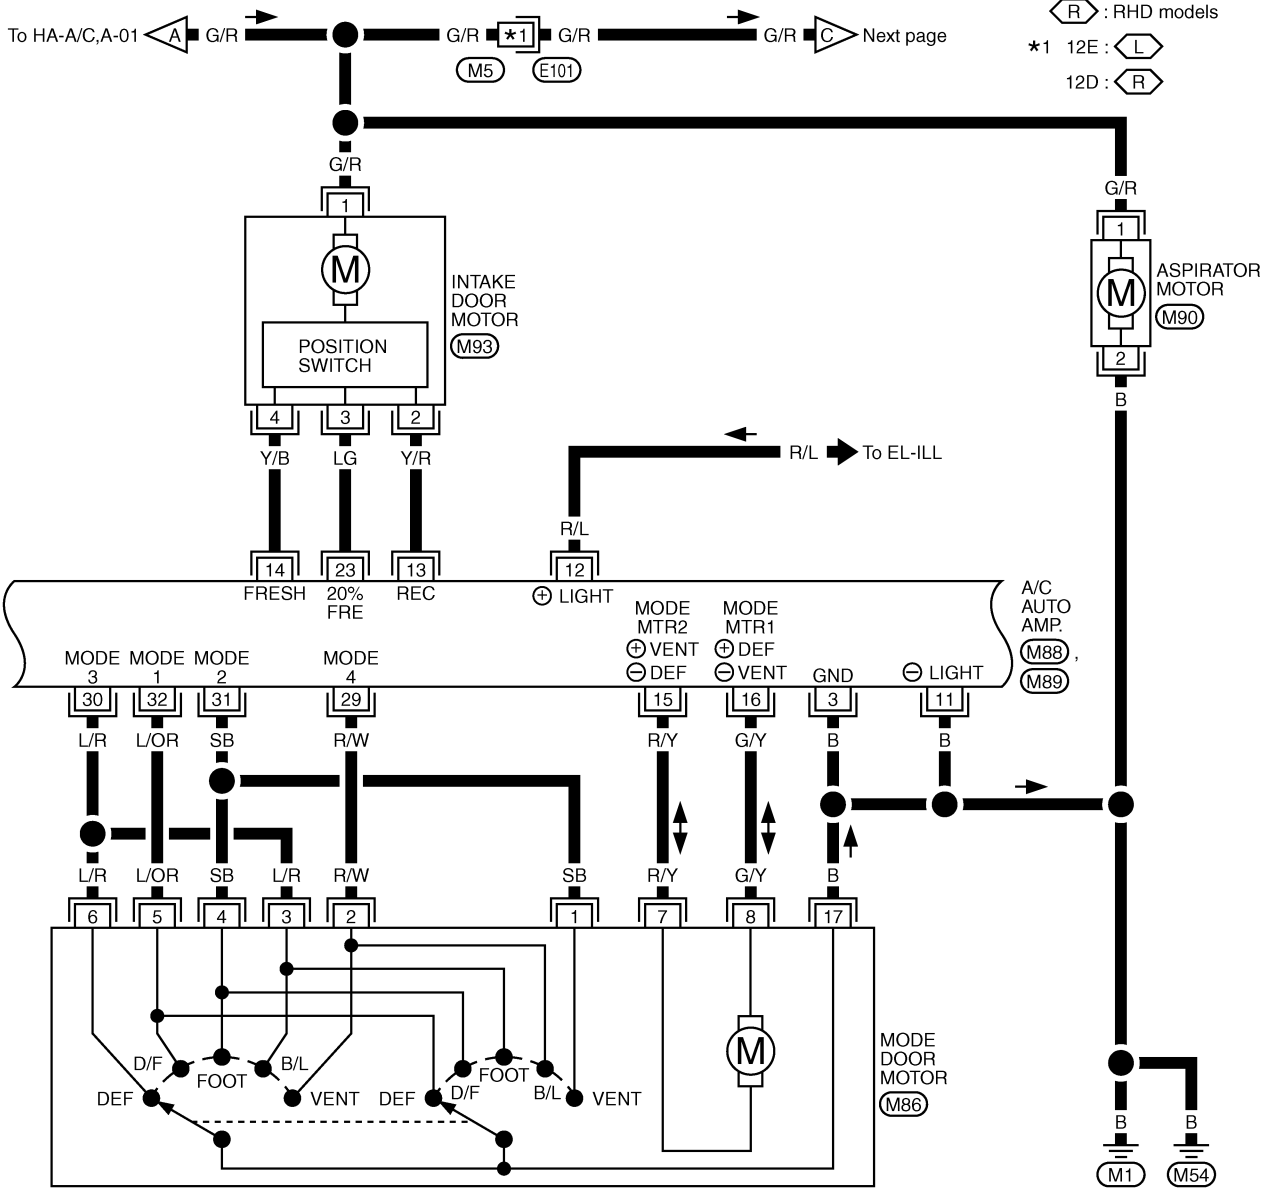 R : RHD models
To HA-A/C,A-01 A G/R G/R *1 G/R G/R C Next page
*1 12E : L
M5 E101
12D : R
G/R
G/R
1
1
M
INTAKE
DOOR
MOTOR
M93
M
ASPIRATOR
MOTOR
M90
POSITION
SWITCH
2
B
4 3 2
Y/B LG Y/R
R/L To EL-ILL
R/L
14 23 13 12
FRESH 20%
FRE REC
+ LIGHT
A/C
AUTO
AMP.
M88 ,
M89
MODE
MTR2
+ VENT
− DEF
MODE
MTR1
+ DEF
− VENT
GND
− LIGHT
MODE
3
MODE
1
MODE
2
MODE
4
30 32 31 29 15 16 3 11
L/R L/OR SB R/W R/Y G/Y B B
L/R L/OR SB L/R R/W SB R/Y G/Y B
6 5 4 3 2 1 7 8 17
M
MODE
DOOR
MOTOR
M86
D/F FOOT B/L
DEF VENT
D/F FOOT B/L
DEF VENT
B B
M1 M54